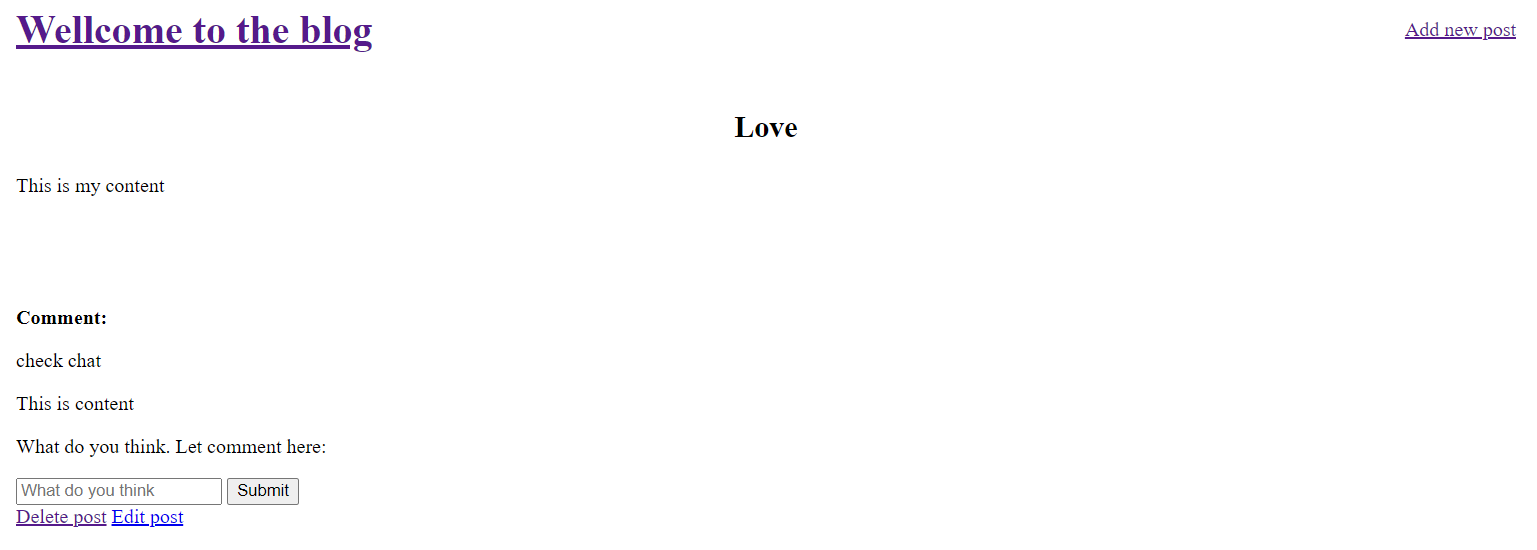 Wellcome to the blog
Add new post
Love
This is my content
Comment:
check chat
This is content
What do you think. Let comment here:
What do you think Submit
Delete post Edit post